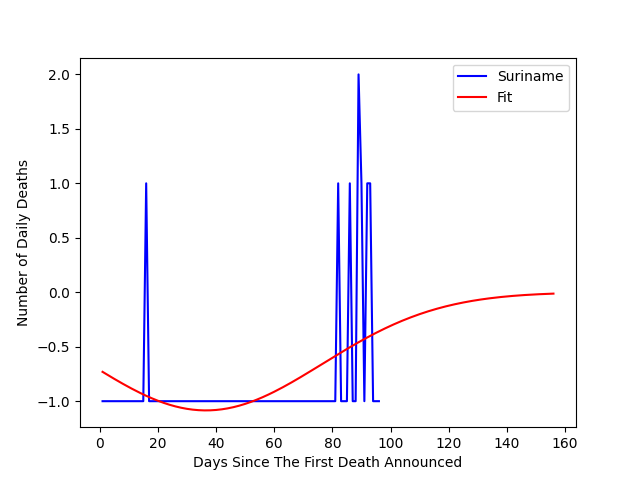 Suriname
Fit
2.0
1.5
1.0
0.5
0.0
−0.5
−1.0
Number of Daily Deaths
0 20 40 60 80 100 120 140 160
Days Since The First Death Announced